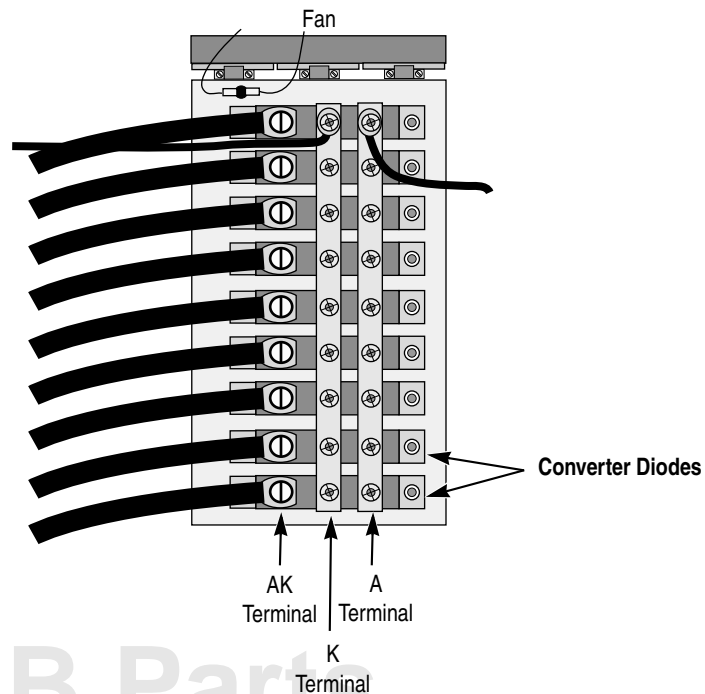 Fan
Converter Diodes
AK
Terminal
A
Terminal
K
Terminal
B Parts